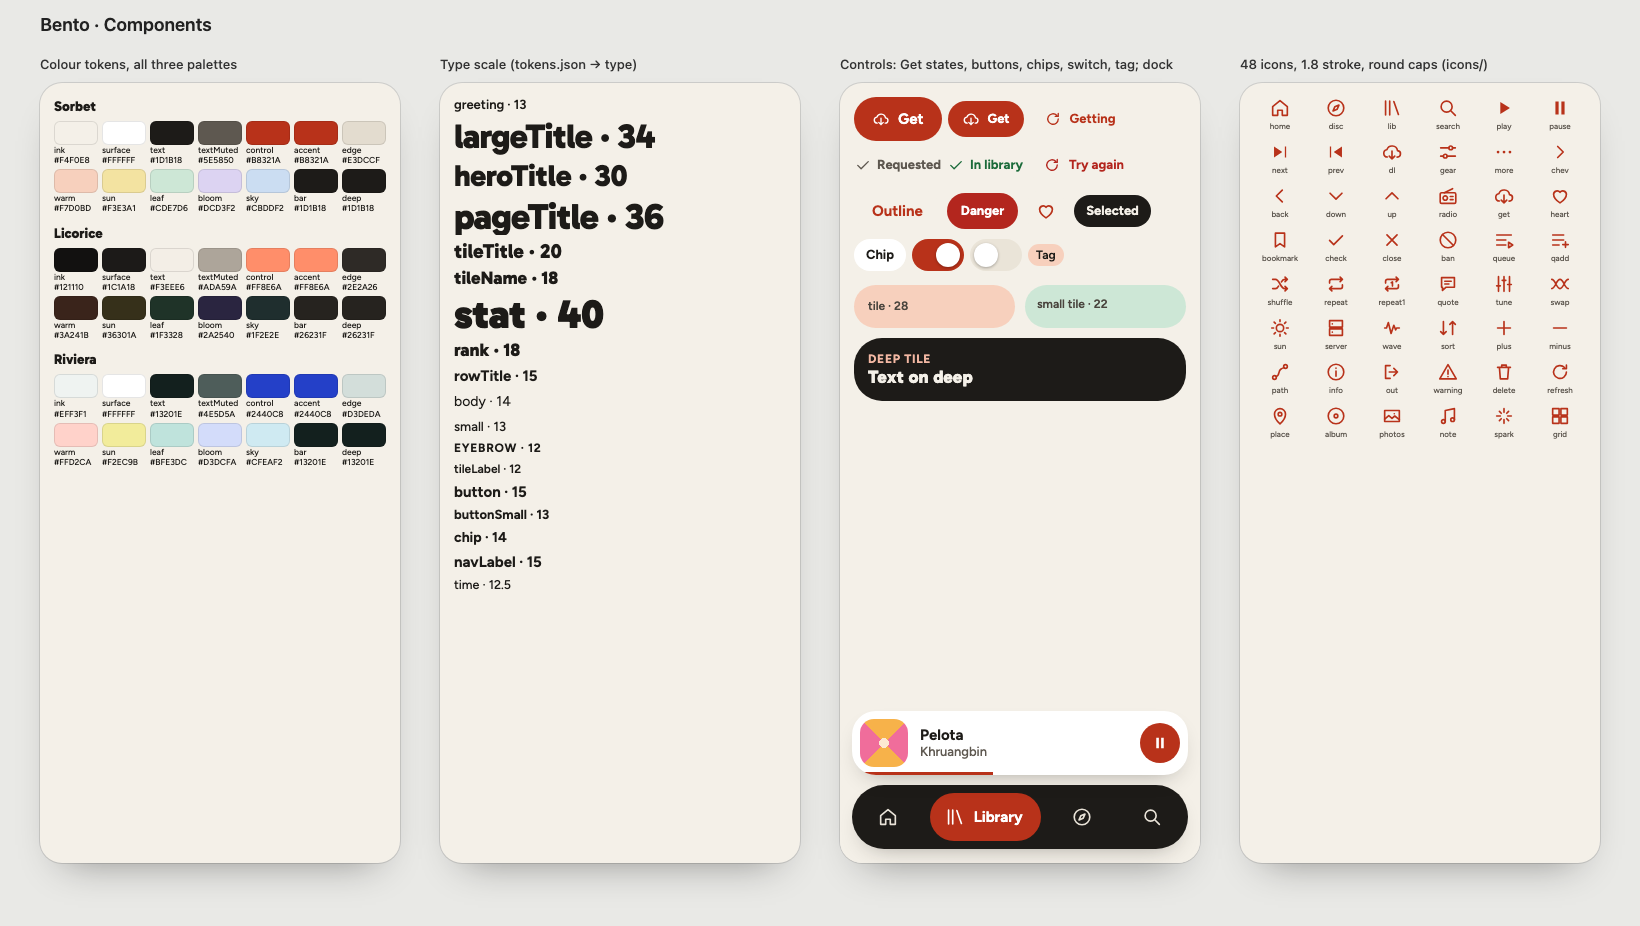 Bento · Components
Colour tokens, all three palettes
Sorbet
ink surface text textMuted control accent edge
#F4F0E8 #FFFFFF #1D1B18 #5E5850 #B8321A #B8321A #E3DCCF
warm sun leaf bloom sky bar deep
#F7D0BD #F3E3A1 #CDE7D6 #DCD3F2 #CBDDF2 #1D1B18 #1D1B18
Licorice
ink surface text textMuted control accent edge
#121110 #1C1A18 #F3EEE6 #ADA59A #FF8E6A #FF8E6A #2E2A26
warm sun leaf bloom sky bar deep
#3A241B #36301A #1F3328 #2A2540 #1F2E2E #26231F #26231F
Riviera
ink surface text textMuted control accent edge
#EFF3F1 #FFFFFF #13201E #4E5D5A #2440C8 #2440C8 #D3DEDA
warm sun leaf bloom sky bar deep
#FFD2CA #F2EC9B #BFE3DC #D3DCFA #CFEAF2 #13201E #13201E
Type scale (tokens.json → type)
greeting · 13
largeTitle · 34
heroTitle · 30
pageTitle · 36
tileTitle · 20
tileName · 18
stat · 40
rank · 18
rowTitle · 15
body · 14
small · 13
EYEBROW · 12
tileLabel · 12
button · 15
buttonSmall · 13
chip · 14
navLabel · 15
time · 12.5
Controls: Get states, buttons, chips, switch, tag; dock
Get Get Getting
Requested In library Try again
Outline Danger Selected
Chip Tag
tile · 28 small tile · 22
DEEP TILE
Text on deep
Pelota
Khruangbin
Library
48 icons, 1.8 stroke, round caps (icons/)
home disc lib search play pause
next prev dl gear more chev
back down up radio get heart
bookmark check close ban queue qadd
shuffle repeat repeat1 quote tune swap
sun server wave sort plus minus
path info out warning delete refresh
place album photos note spark grid